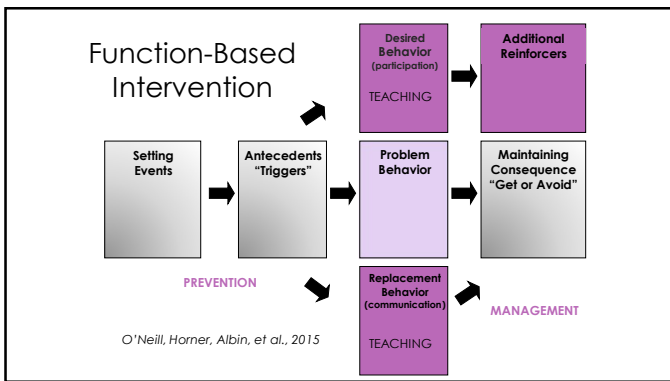 Function-Based
Intervention
Desired
Behavior
(participation)
TEACHING
Additional
Reinforcers
Setting
Events
Antecedents
“Triggers”
Problem
Behavior
Maintaining
Consequence
“Get or Avoid”
PREVENTION
Replacement
Behavior
(communication)
TEACHING
MANAGEMENT
O’Neill, Horner, Albin, et al., 2015